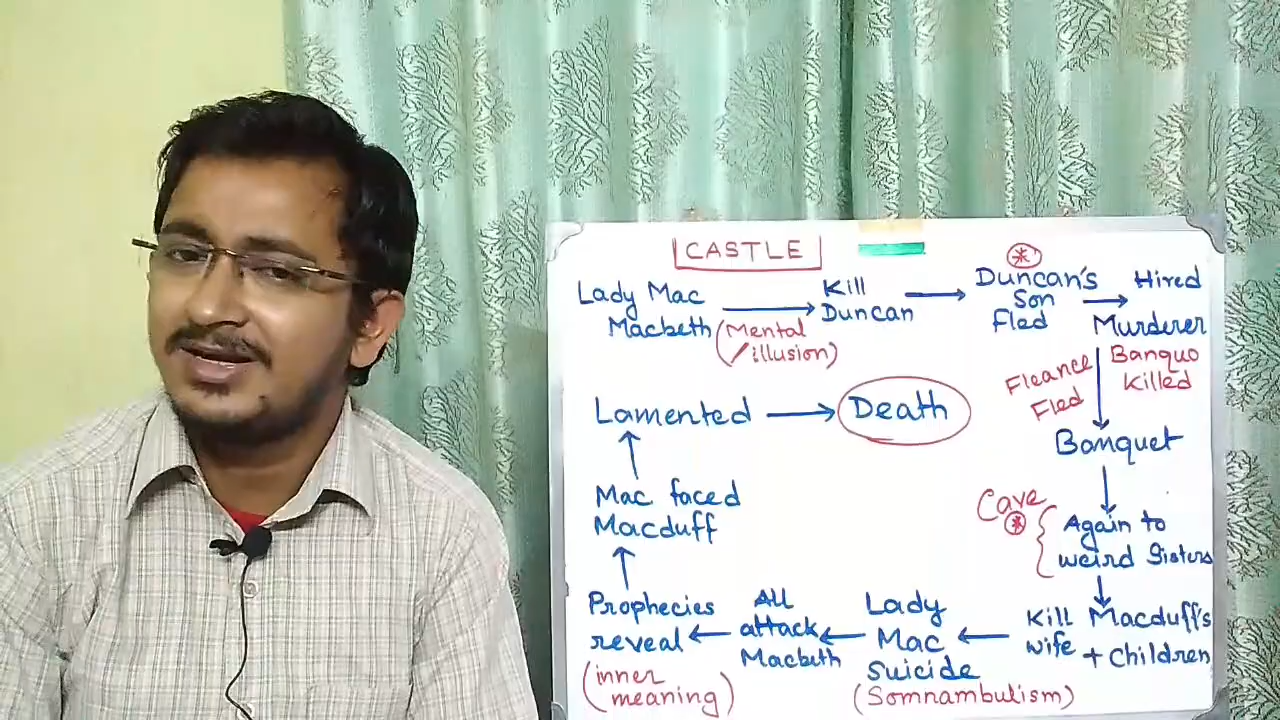 CASTLE
Lady Mac
Macbeth
(Mental
illusion)
Kill
Duncan
Duncan's
Son
Fled
Hired
Murderer
Banquo
Killed
Fleance
Fled
Banquet
Cave
Again to
weird Sisters
Kill Macduff's
wife + children
Lady
Mac
suicide
(Somnambulism)
All
attack
Macbeth
Prophecies
reveal
(inner
meaning)
Mac faced
Macduff
Lamented
Death